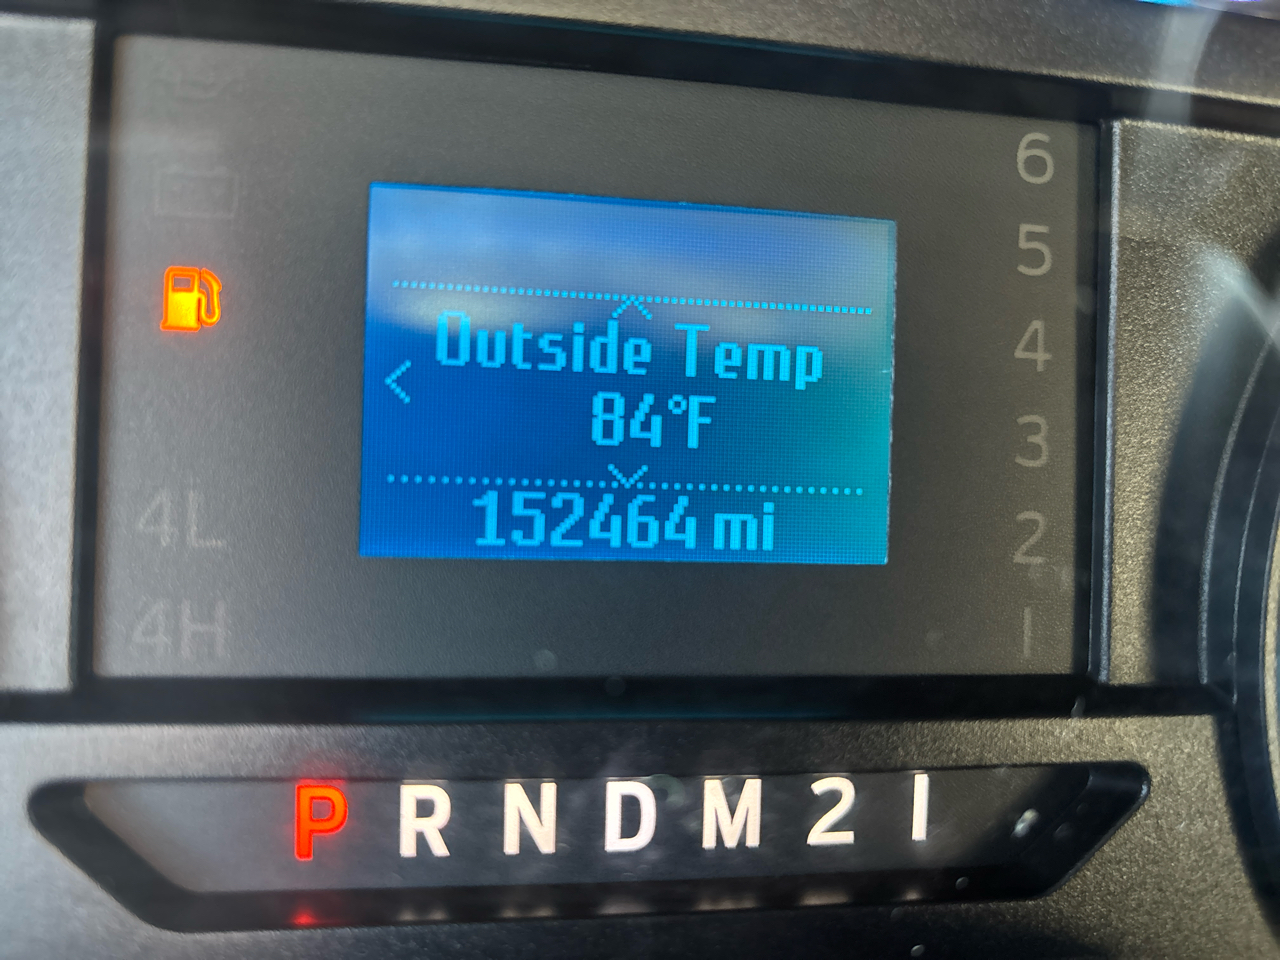 6
5
Outside Temp
4
84°F
3
152464 mi
4L
2
4H
1
P R N D M 2 1